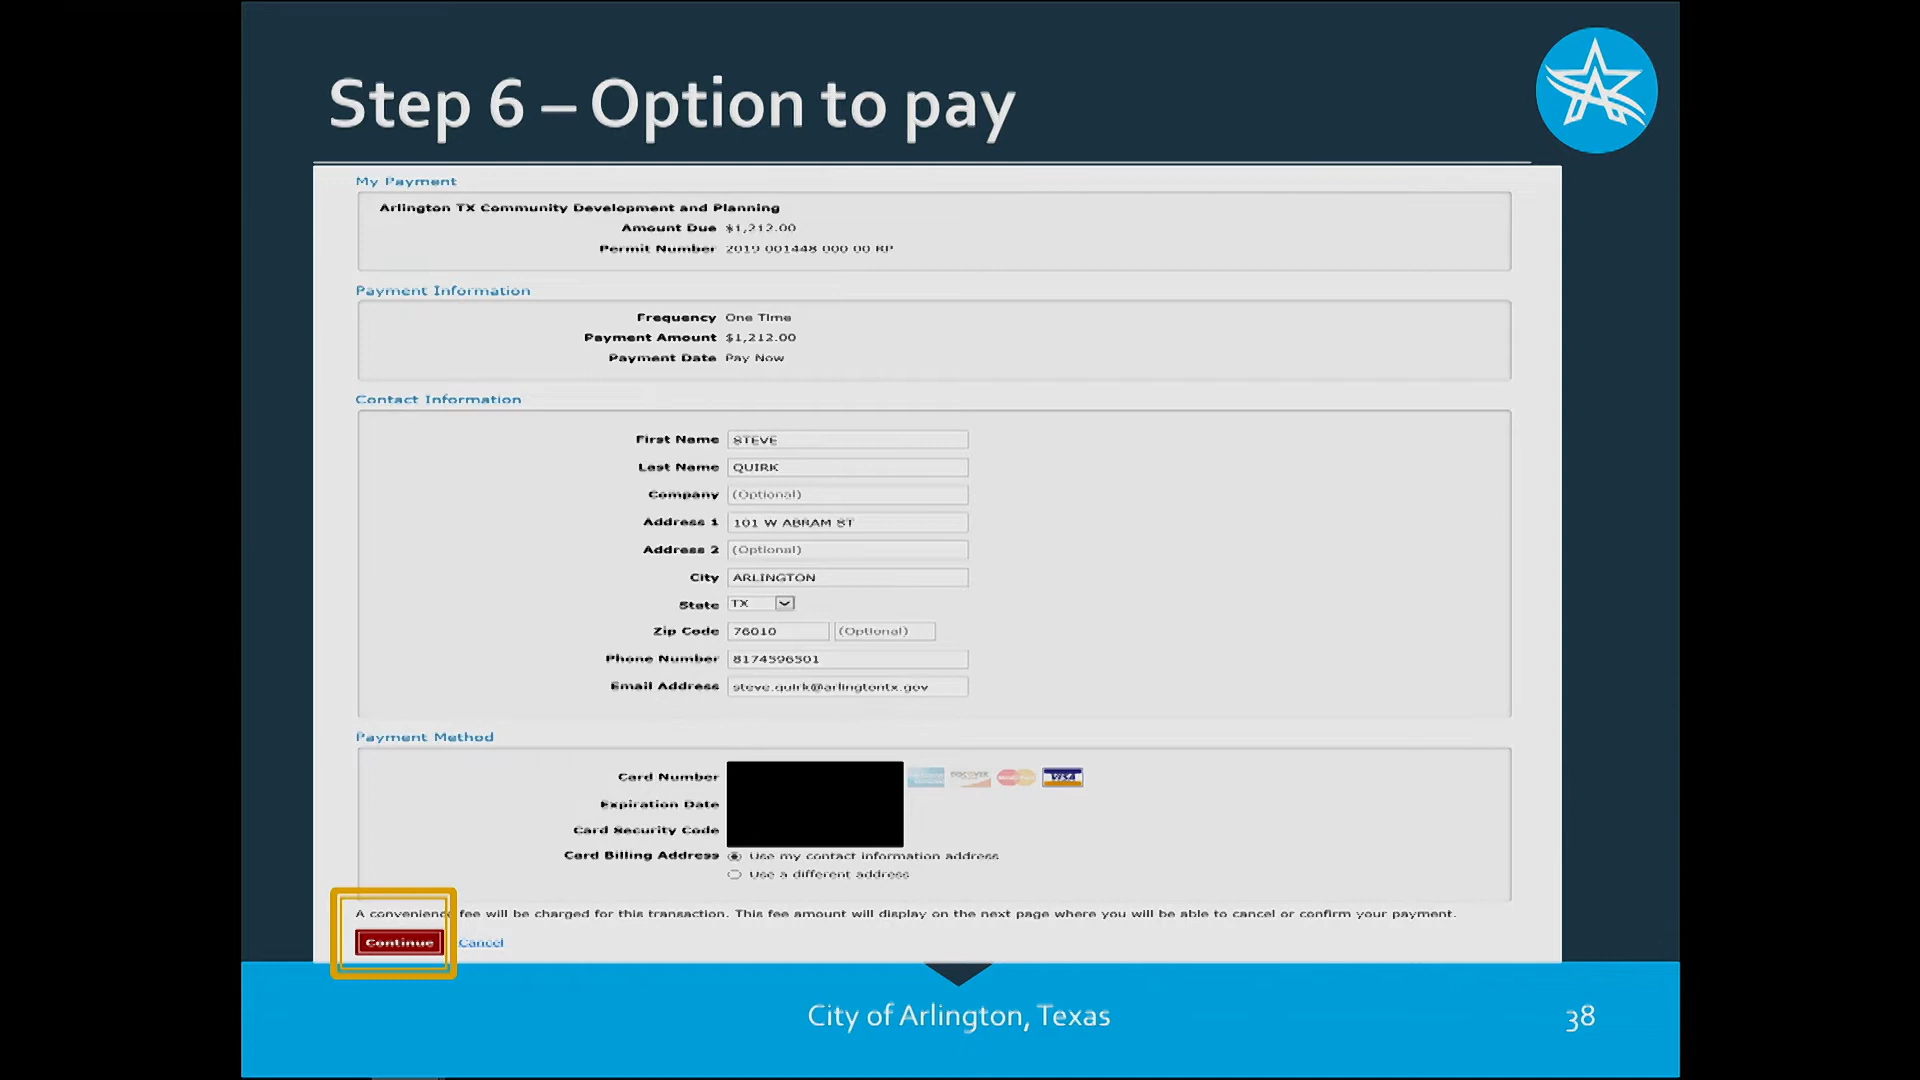 Step 6 – Option to pay
My Payment
Arlington TX Community Development and Planning
Amount Due $1,212.00
Permit Number 2019 001448 000 00 RP
Payment Information
Frequency One Time
Payment Amount $1,212.00
Payment Date Pay Now
Contact Information
First Name STEVE
Last Name QUIRK
Company (Optional)
Address 1 101 W ABRAM ST
Address 2 (Optional)
City ARLINGTON
State TX
Zip Code 76010 (Optional)
Phone Number 8174596501
Email Address steve.quirk@arlingtontx.gov
Payment Method
Card Number DISCOVER VISA
Expiration Date
Card Security Code
Card Billing Address Use my contact information address
Use a different address
A convenience fee will be charged for this transaction. This fee amount will display on the next page where you will be able to cancel or confirm your payment.
Continue Cancel
City of Arlington, Texas 38